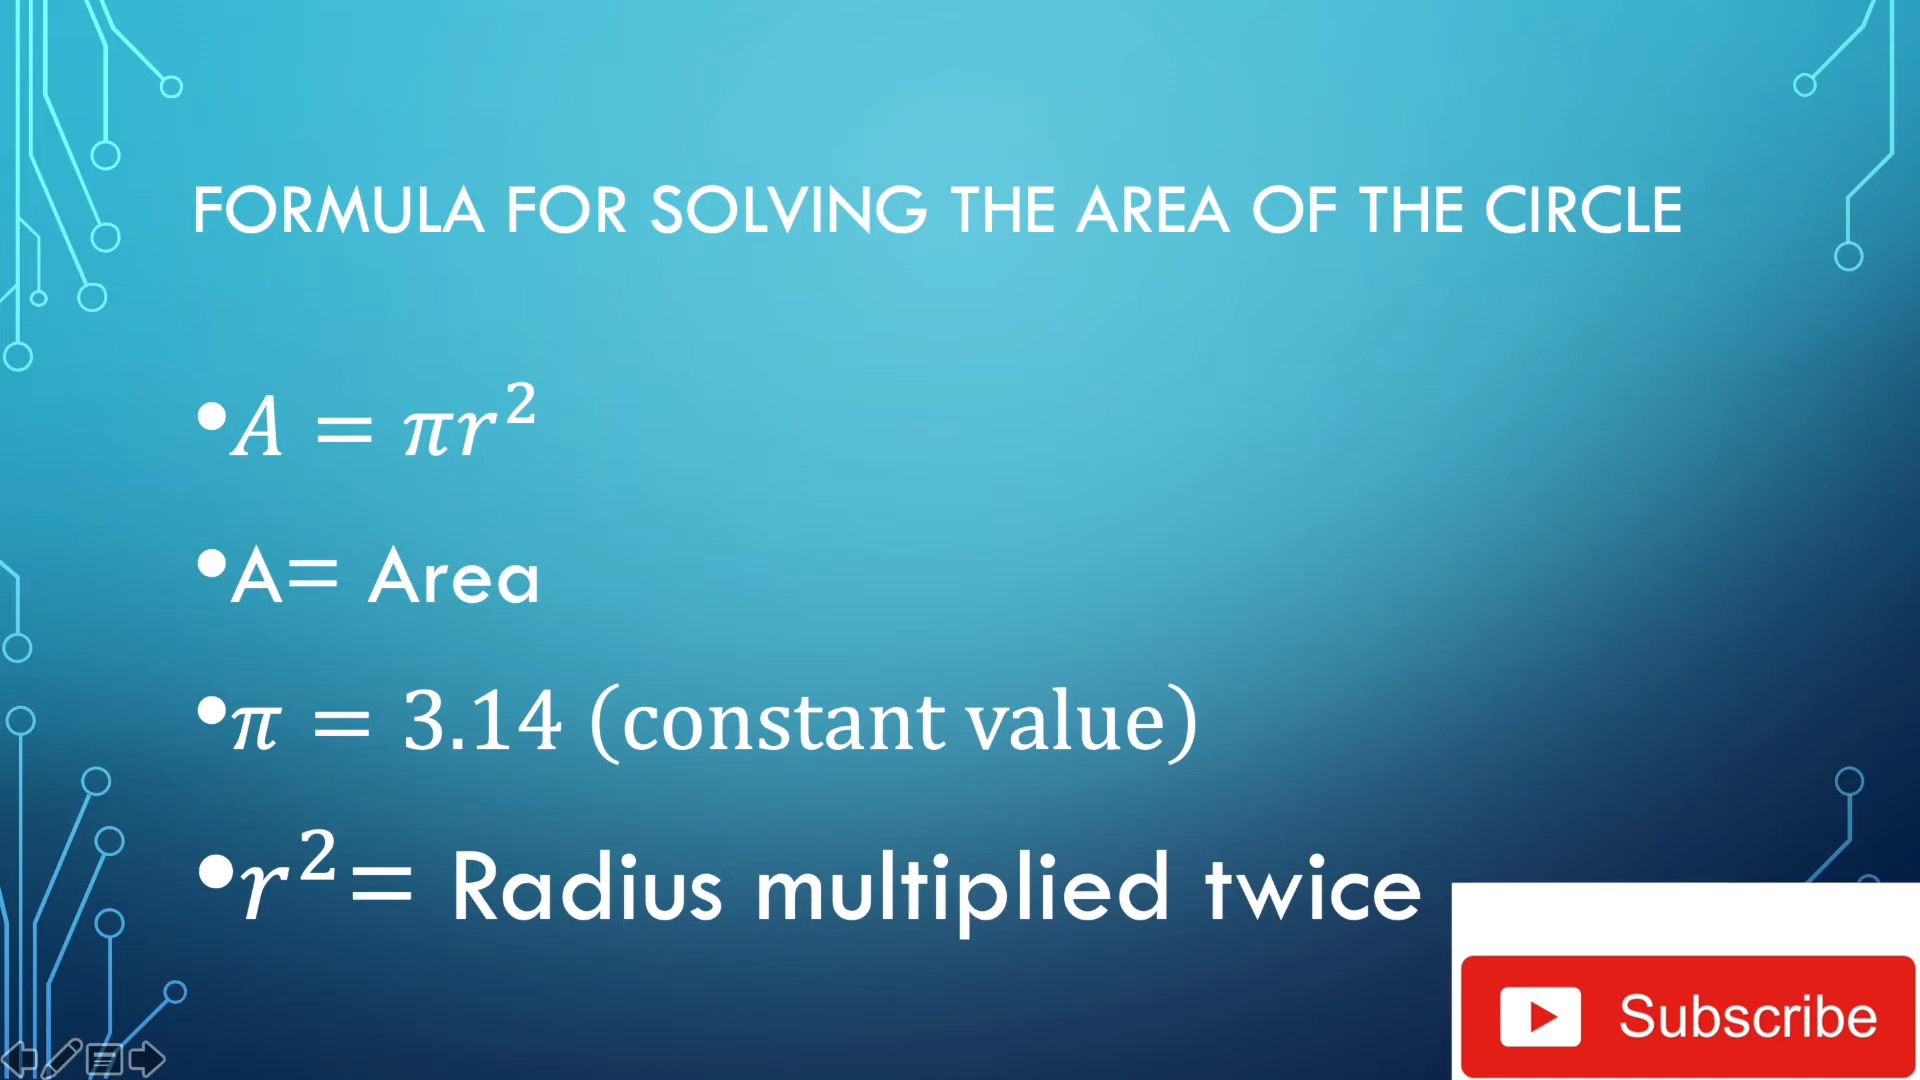 FORMULA FOR SOLVING THE AREA OF THE CIRCLE
•A = πr²
•A= Area
•π = 3.14 (constant value)
•r²= Radius multiplied twice
Subscribe